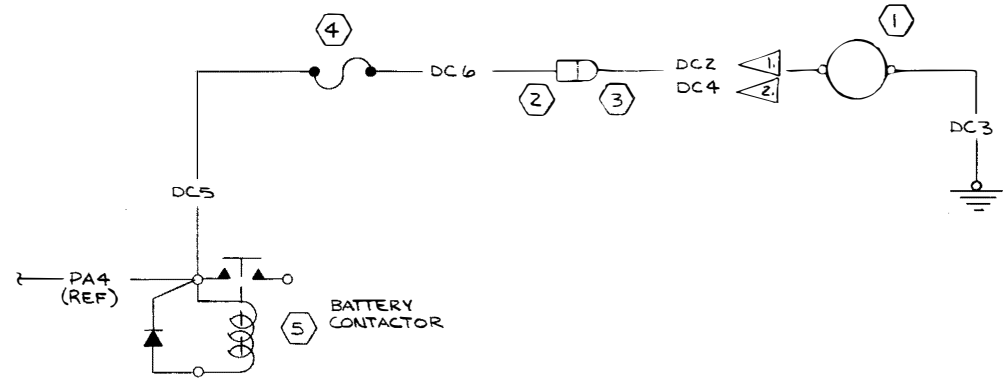 1
4
DC6
2
3
DC2 1.
DC4 2.
DC3
DC5
PA4
(REF)
5
BATTERY
CONTACTOR